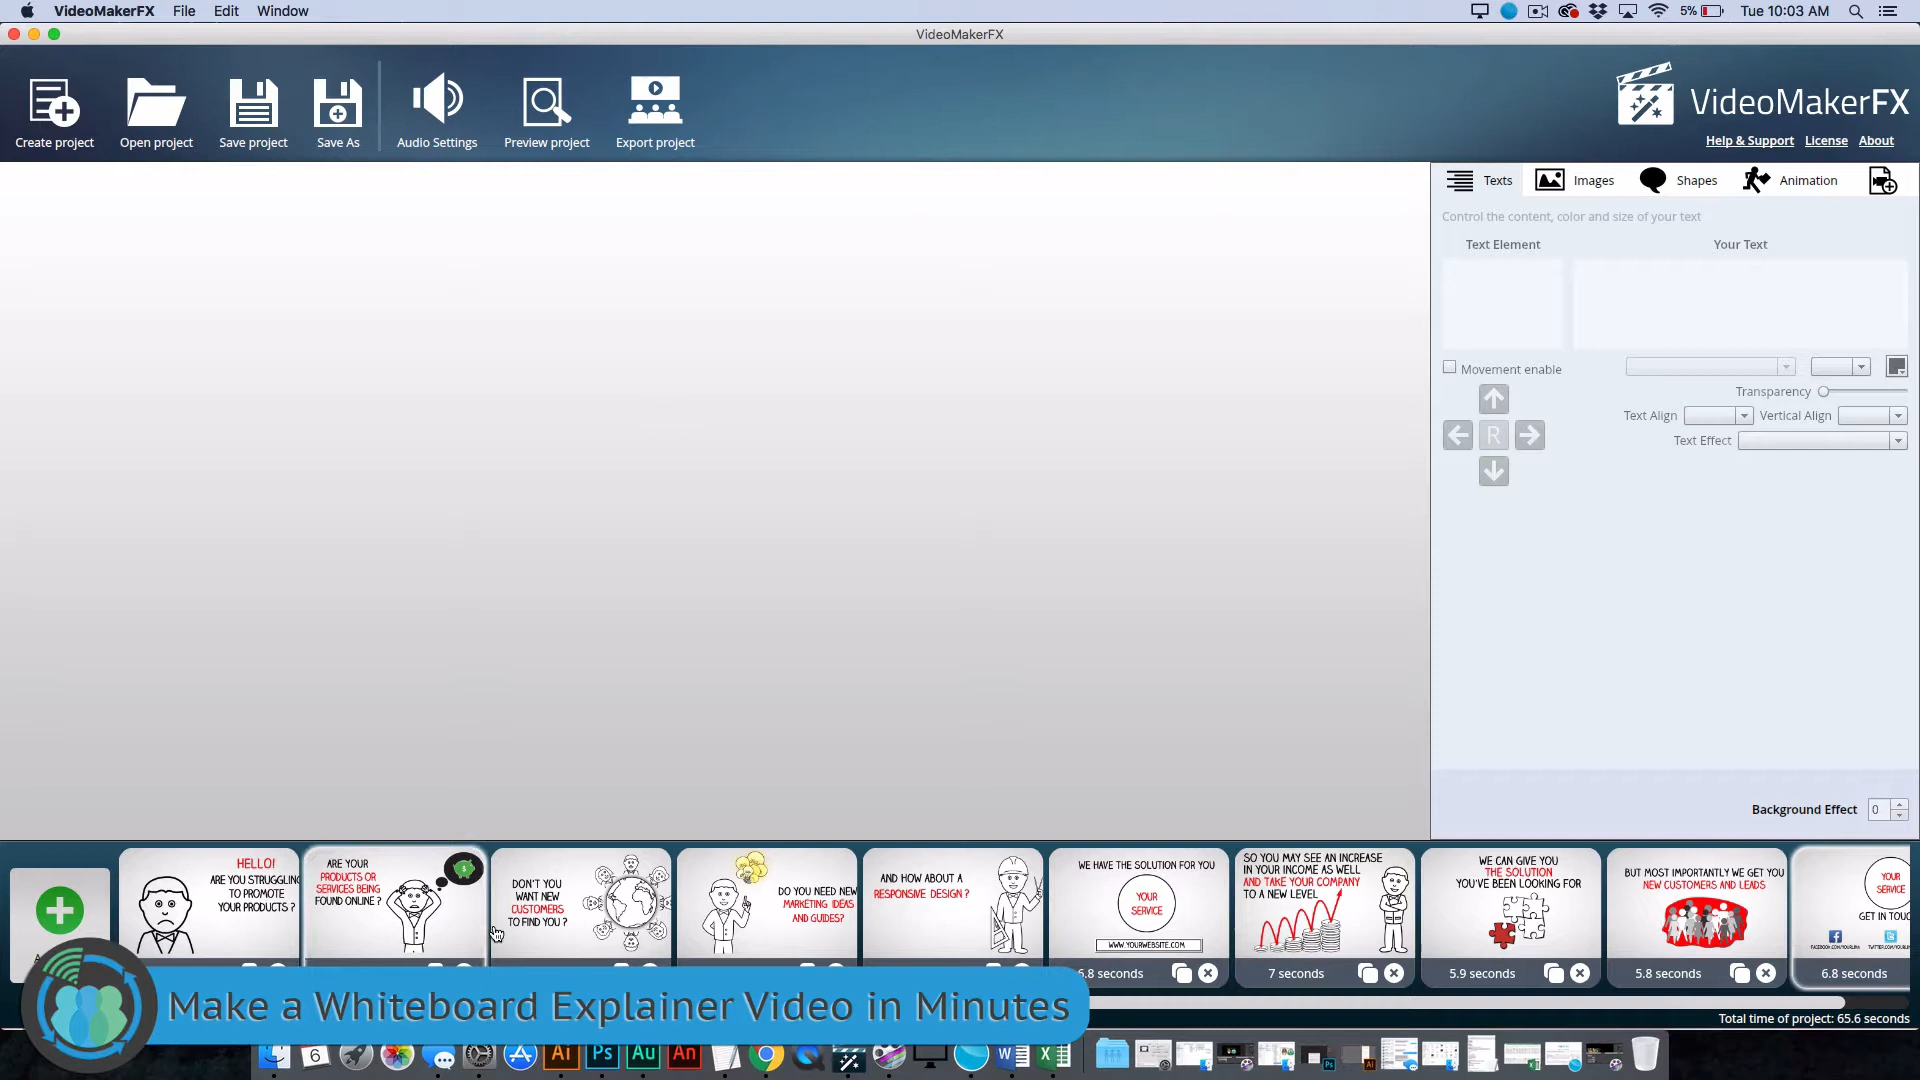 VideoMakerFX File Edit Window
5% Tue 10:03 AM
VideoMakerFX
Create project
Open project
Save project
Save As
Audio Settings
Preview project
Export project
VideoMakerFX
Help & Support License About
Texts Images Shapes Animation
Control the content, color and size of your text
Text Element Your Text
Movement enable
Transparency
R
Text Align Vertical Align
Text Effect
Background Effect 0
HELLO!
ARE YOU STRUGGLING
TO PROMOTE
YOUR PRODUCTS ?
ARE YOUR
PRODUCTS OR
SERVICES BEING
FOUND ONLINE ?
$
DON'T YOU
WANT NEW
CUSTOMERS
TO FIND YOU ?
DO YOU NEED NEW
MARKETING IDEAS
AND GUIDES?
AND HOW ABOUT A
RESPONSIVE DESIGN ?
WE HAVE THE SOLUTION FOR YOU
YOUR
SERVICE
WWW.YOURWEBSITE.COM
6.8 seconds
SO YOU MAY SEE AN INCREASE
IN YOUR INCOME AS WELL
AND TAKE YOUR COMPANY
TO A NEW LEVEL
7 seconds
WE CAN GIVE YOU
THE SOLUTION
YOU'VE BEEN LOOKING FOR
5.9 seconds
BUT MOST IMPORTANTLY WE GET YOU
NEW CUSTOMERS AND LEADS
5.8 seconds
YOUR
SERVICE
GET IN TOUC
6.8 seconds
Make a Whiteboard Explainer Video in Minutes
Total time of project: 65.6 seconds
6 Ai Ps Au An